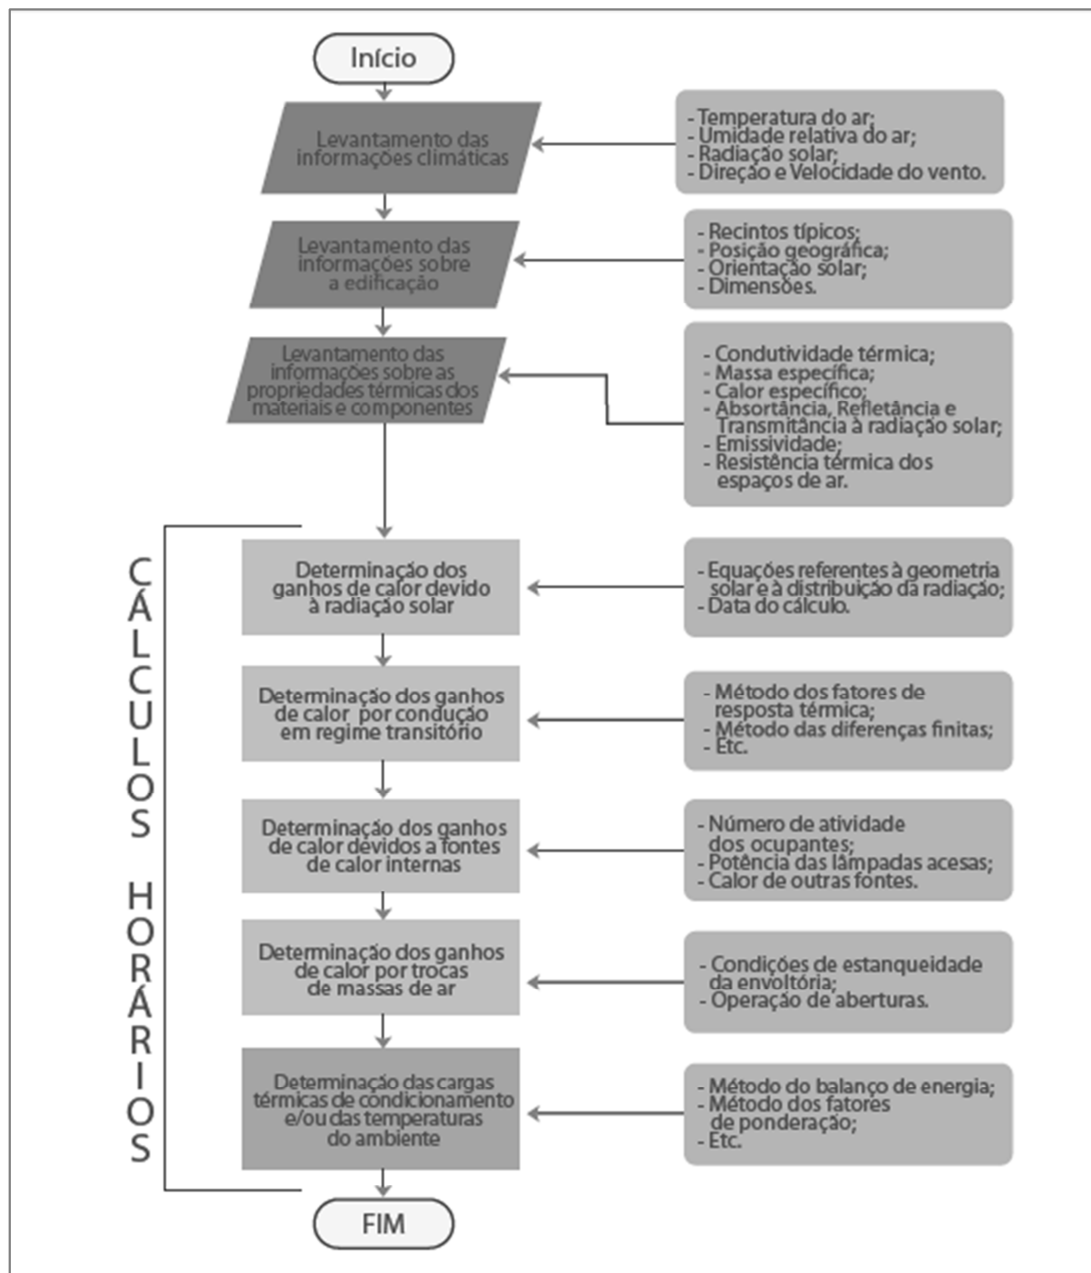 Início
Levantamento das
informações climáticas
- Temperatura do ar;
- Umidade relativa do ar;
- Radiação solar;
- Direção e Velocidade do vento.
Levantamento das
informações sobre
a edificação
- Recintos típicos;
- Posição geográfica;
- Orientação solar;
- Dimensões.
Levantamento das
informações sobre as
propriedades térmicas dos
materiais e componentes
- Condutividade térmica;
- Massa específica;
- Calor específico;
- Absortância, Refletância e
Transmitância à radiação solar;
- Emissividade;
- Resistência térmica dos
espaços de ar.
CÁLCULOS HORÁRIOS
Determinação dos
ganhos de calor devido
à radiação solar
- Equações referentes à geometria
solar e à distribuição da radiação;
- Data do cálculo.
Determinação dos ganhos
de calor por condução
em regime transitório
- Método dos fatores de
resposta térmica;
- Método das diferenças finitas;
- Etc.
Determinação dos ganhos
de calor devidos a fontes
de calor internas
- Número de atividade
dos ocupantes;
- Potência das lâmpadas acesas;
- Calor de outras fontes.
Determinação dos ganhos
de calor por trocas
de massas de ar
- Condições de estanqueidade
da envoltória;
- Operação de aberturas.
Determinação das cargas
térmicas de condicionamento
e/ou das temperaturas
do ambiente
- Método do balanço de energia;
- Método dos fatores
de ponderação;
- Etc.
FIM